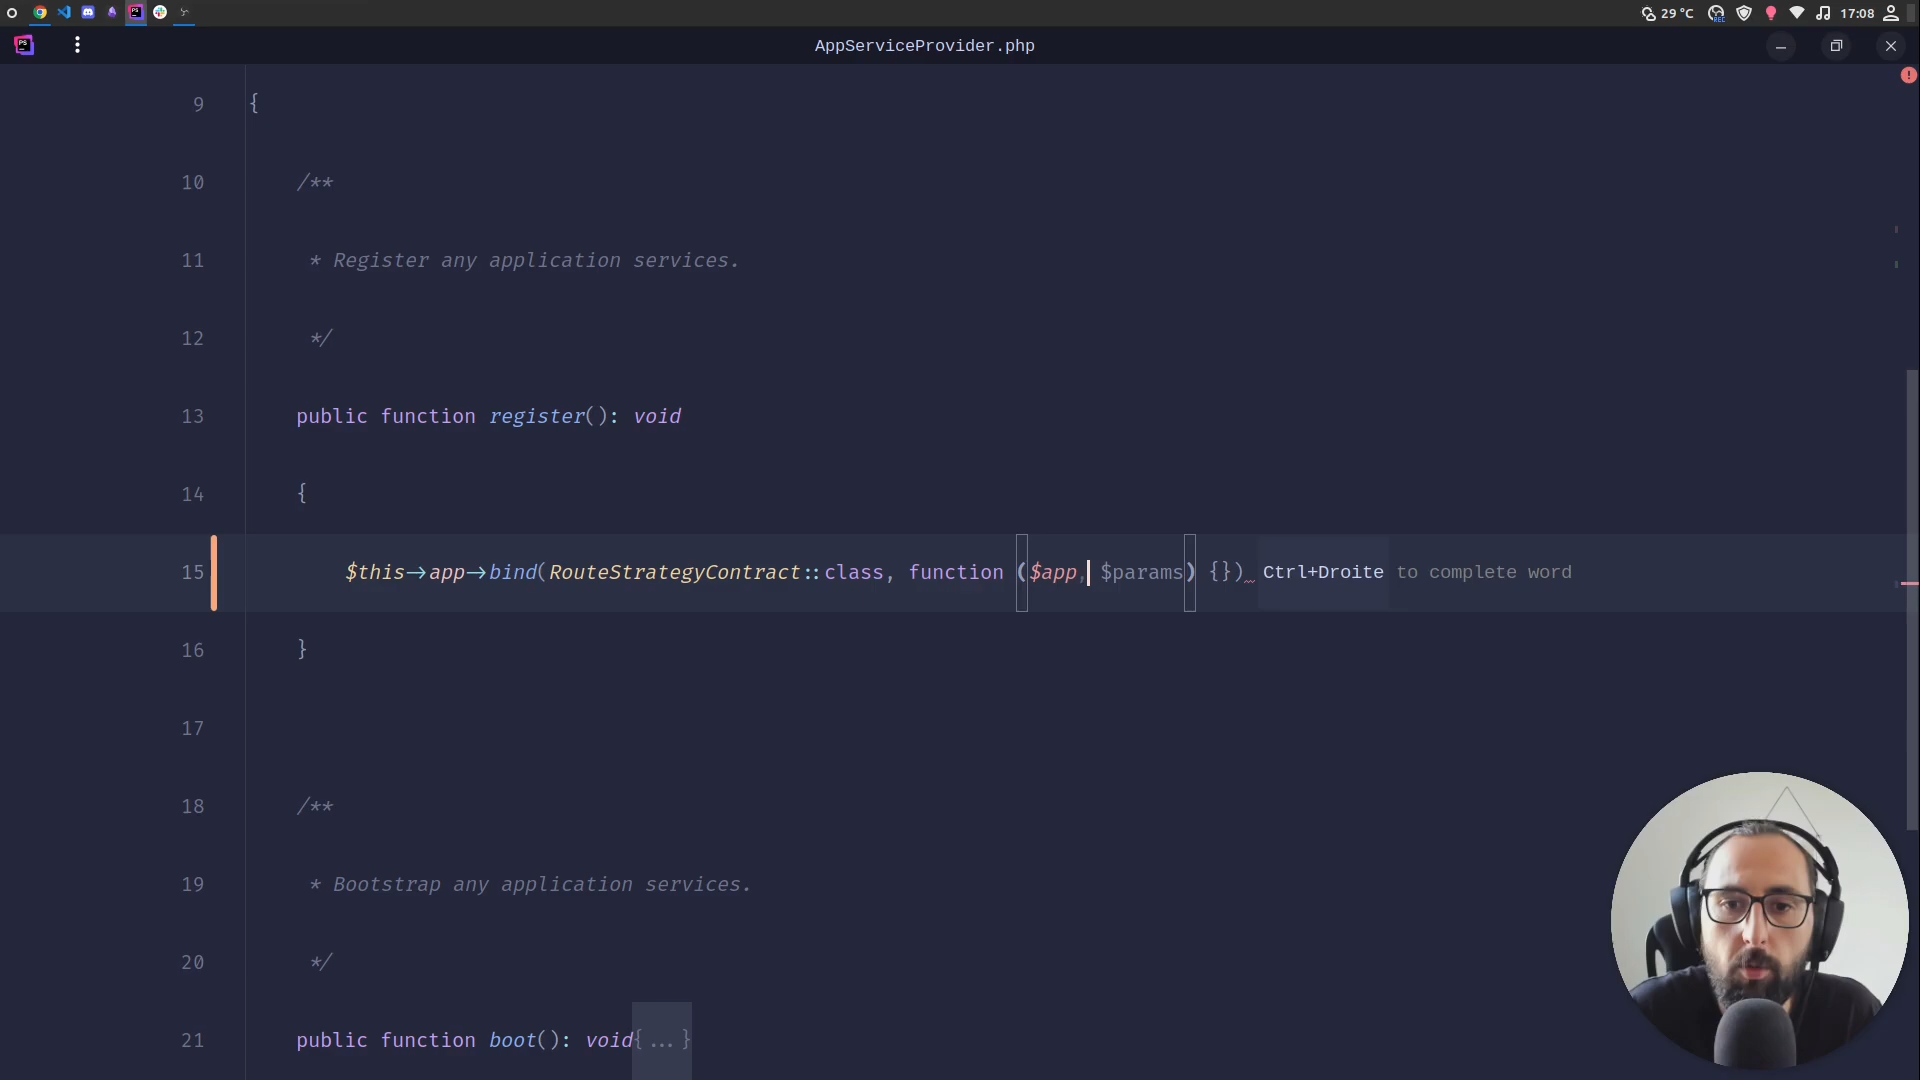 29 °C
REC
17:08
PS
AppServiceProvider.php
9 {
10 /**
11 * Register any application services.
12 */
13 public function register(): void
14 {
15 $this->app->bind(RouteStrategyContract::class, function ($app, $params) {}) Ctrl+Droite to complete word
16 }
17
18 /**
19 * Bootstrap any application services.
20 */
21 public function boot(): void{...}